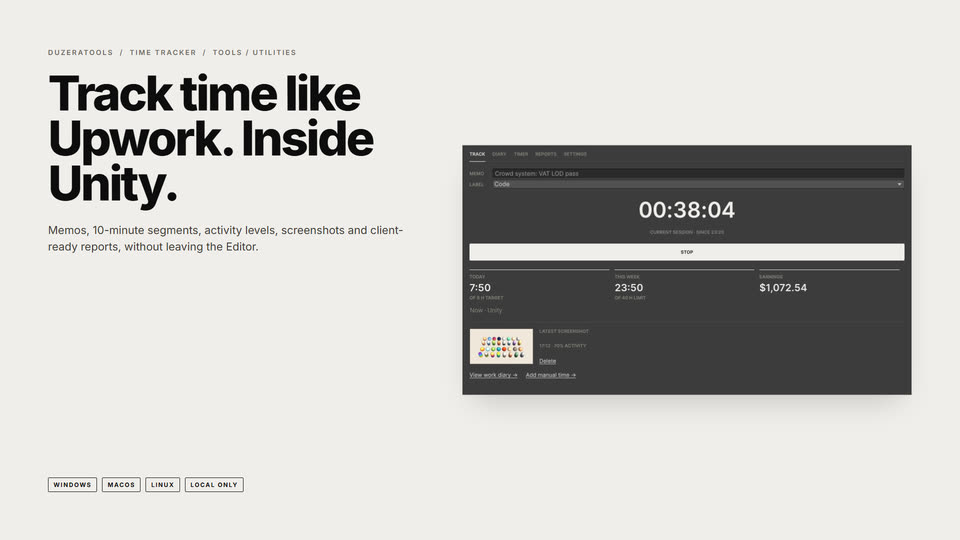 DUZERATOOLS / TIME TRACKER / TOOLS / UTILITIES
Track time like
Upwork. Inside
Unity.
Memos, 10-minute segments, activity levels, screenshots and client-
ready reports, without leaving the Editor.
TRACK DIARY TIMER REPORTS SETTINGS
MEMO Crowd system: VAT LOD pass
LABEL Code
00:38:04
CURRENT SESSION · SINCE 23:20
STOP
TODAY THIS WEEK EARNINGS
7:50 23:50 $1,072.54
OF 8 H TARGET OF 40 H LIMIT
Now · Unity
LATEST SCREENSHOT
17:12 · 70% ACTIVITY
Delete
View work diary → Add manual time →
WINDOWS MACOS LINUX LOCAL ONLY